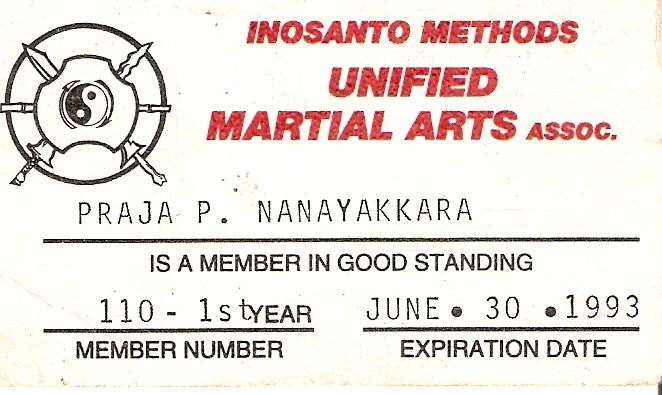 INOSANTO METHODS
UNIFIED
MARTIAL ARTS ASSOC.
PRAJA P. NANAYAKKARA
IS A MEMBER IN GOOD STANDING
110 - 1st YEAR JUNE • 30 • 1993
MEMBER NUMBER EXPIRATION DATE